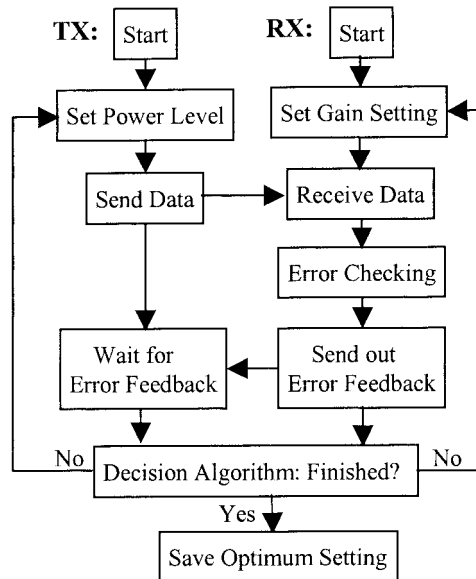 TX: Start RX: Start
Set Power Level
Set Gain Setting
Send Data
Receive Data
Error Checking
Wait for
Error Feedback
Send out
Error Feedback
No
Decision Algorithm: Finished?
No
Yes
Save Optimum Setting